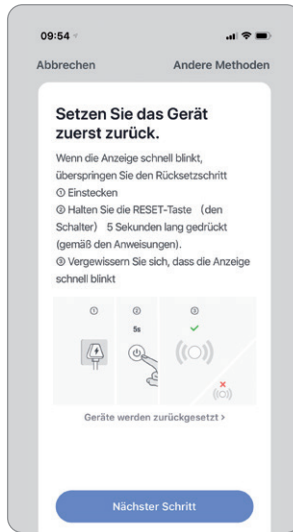 09:54
Abbrechen
Andere Methoden
Setzen Sie das Gerät
zuerst zurück.
Wenn die Anzeige schnell blinkt,
überspringen Sie den Rücksetzschritt
① Einstecken
② Halten Sie die RESET-Taste （den
Schalter） 5 Sekunden lang gedrückt
(gemäß den Anweisungen).
③ Vergewissern Sie sich, dass die Anzeige
schnell blinkt
① ② ③
5s
Geräte werden zurückgesetzt >
Nächster Schritt